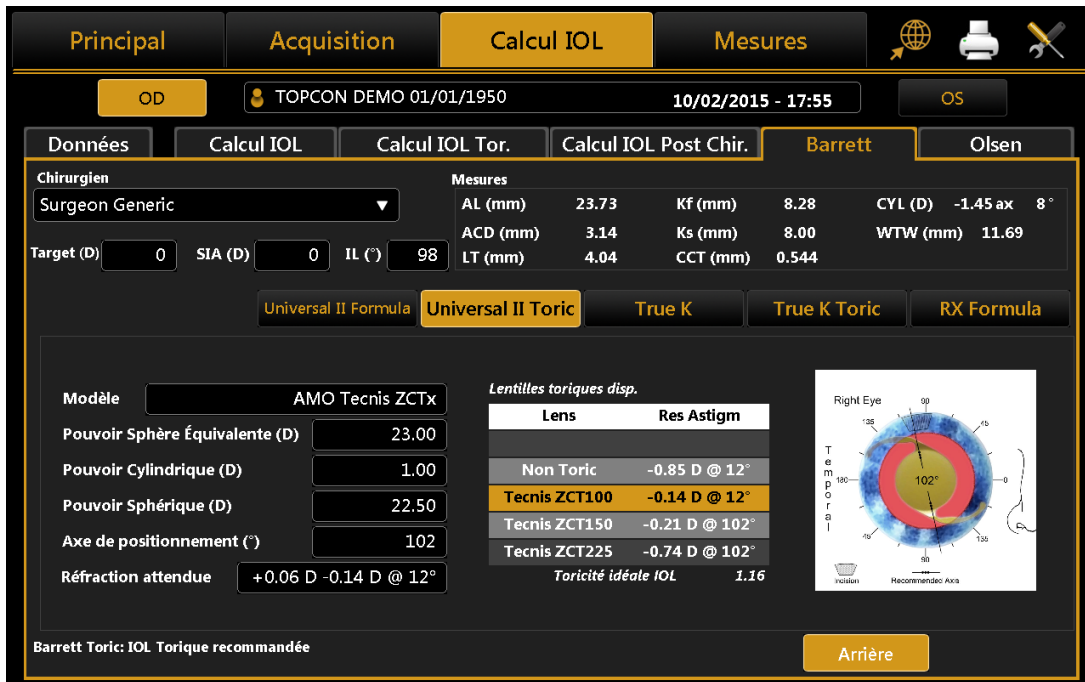 Principal Acquisition Calcul IOL Mesures
OD TOPCON DEMO 01/01/1950 10/02/2015 - 17:55 OS
Données Calcul IOL Calcul IOL Tor. Calcul IOL Post Chir. Barrett Olsen
Chirurgien Mesures
Surgeon Generic AL (mm) 23.73 Kf (mm) 8.28 CYL (D) -1.45 ax 8°
ACD (mm) 3.14 Ks (mm) 8.00 WTW (mm) 11.69
Target (D) 0 SIA (D) 0 IL (°) 98 LT (mm) 4.04 CCT (mm) 0.544
Universal II Formula Universal II Toric True K True K Toric RX Formula
Modèle AMO Tecnis ZCTx
Pouvoir Sphère Équivalente (D) 23.00
Pouvoir Cylindrique (D) 1.00
Pouvoir Sphérique (D) 22.50
Axe de positionnement (°) 102
Réfraction attendue +0.06 D -0.14 D @ 12°
Lentilles toriques disp.
Lens Res Astigm
Non Toric -0.85 D @ 12°
Tecnis ZCT100 -0.14 D @ 12°
Tecnis ZCT150 -0.21 D @ 102°
Tecnis ZCT225 -0.74 D @ 102°
Toricité idéale IOL 1.16
Right Eye 90
135 45
Temporal
180 102° 0
45 135
90
Incision Recommended Axis
Barrett Toric: IOL Torique recommandée
Arrière